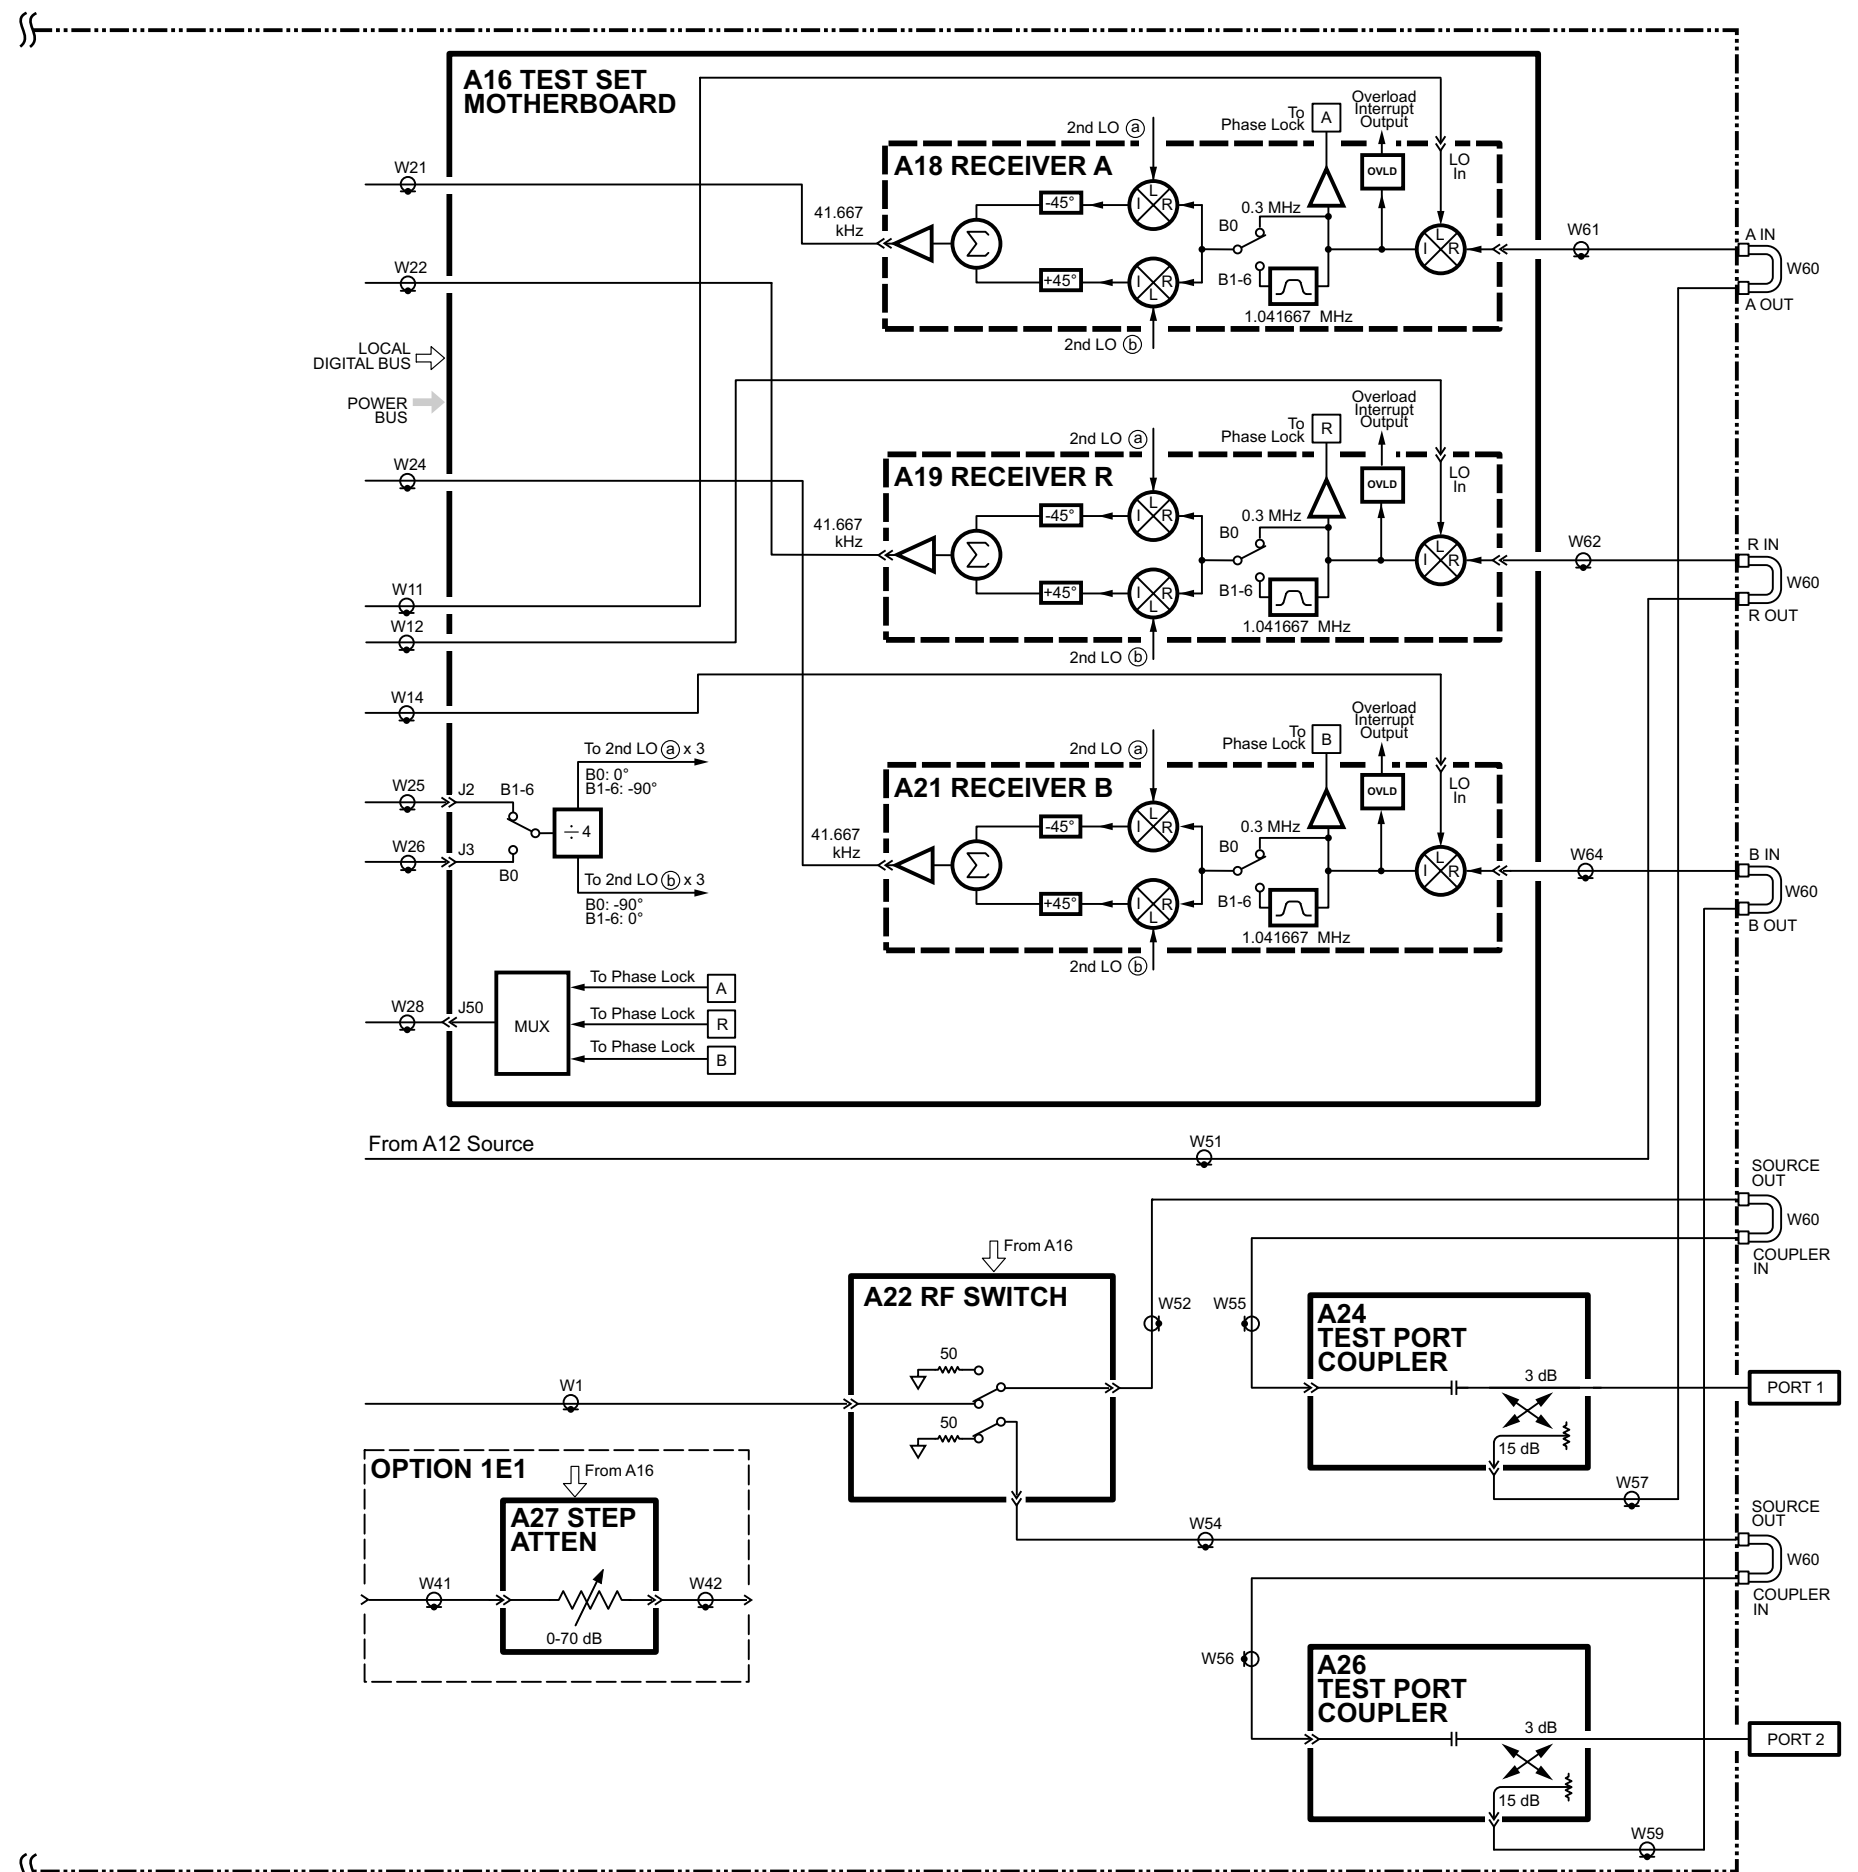 A16 TEST SET
MOTHERBOARD
W21
W22
LOCAL
DIGITAL BUS
POWER
BUS
W24
W11
W12
W14
W25
J2
W26
J3
B1-6
B0
÷ 4
To 2nd LO a x 3
B0: 0°
B1-6: -90°
To 2nd LO b x 3
B0: -90°
B1-6: 0°
W28
J50
MUX
To Phase Lock
A
To Phase Lock
R
To Phase Lock
B
2nd LO a
To
Phase Lock
A
Overload
Interrupt
Output
A18 RECEIVER A
OVLD
LO
In
41.667
kHz
Σ
-45°
+45°
L
I
R
I
R
L
B0
0.3 MHz
B1-6
1.041667 MHz
L
I
R
2nd LO b
W61
A IN
W60
A OUT
2nd LO a
To
Phase Lock
R
Overload
Interrupt
Output
A19 RECEIVER R
OVLD
LO
In
41.667
kHz
Σ
-45°
+45°
L
I
R
I
R
L
B0
0.3 MHz
B1-6
1.041667 MHz
L
I
R
2nd LO b
W62
R IN
W60
R OUT
2nd LO a
To
Phase Lock
B
Overload
Interrupt
Output
A21 RECEIVER B
OVLD
LO
In
41.667
kHz
Σ
-45°
+45°
L
I
R
I
R
L
B0
0.3 MHz
B1-6
1.041667 MHz
L
I
R
2nd LO b
W64
B IN
W60
B OUT
From A12 Source
W51
SOURCE
OUT
W60
COUPLER
IN
From A16
A22 RF SWITCH
50
50
W1
W52
W55
A24
TEST PORT
COUPLER
3 dB
15 dB
PORT 1
W57
OPTION 1E1
From A16
A27 STEP
ATTEN
W41
W42
0-70 dB
W54
SOURCE
OUT
W60
COUPLER
IN
W56
A26
TEST PORT
COUPLER
3 dB
15 dB
PORT 2
W59